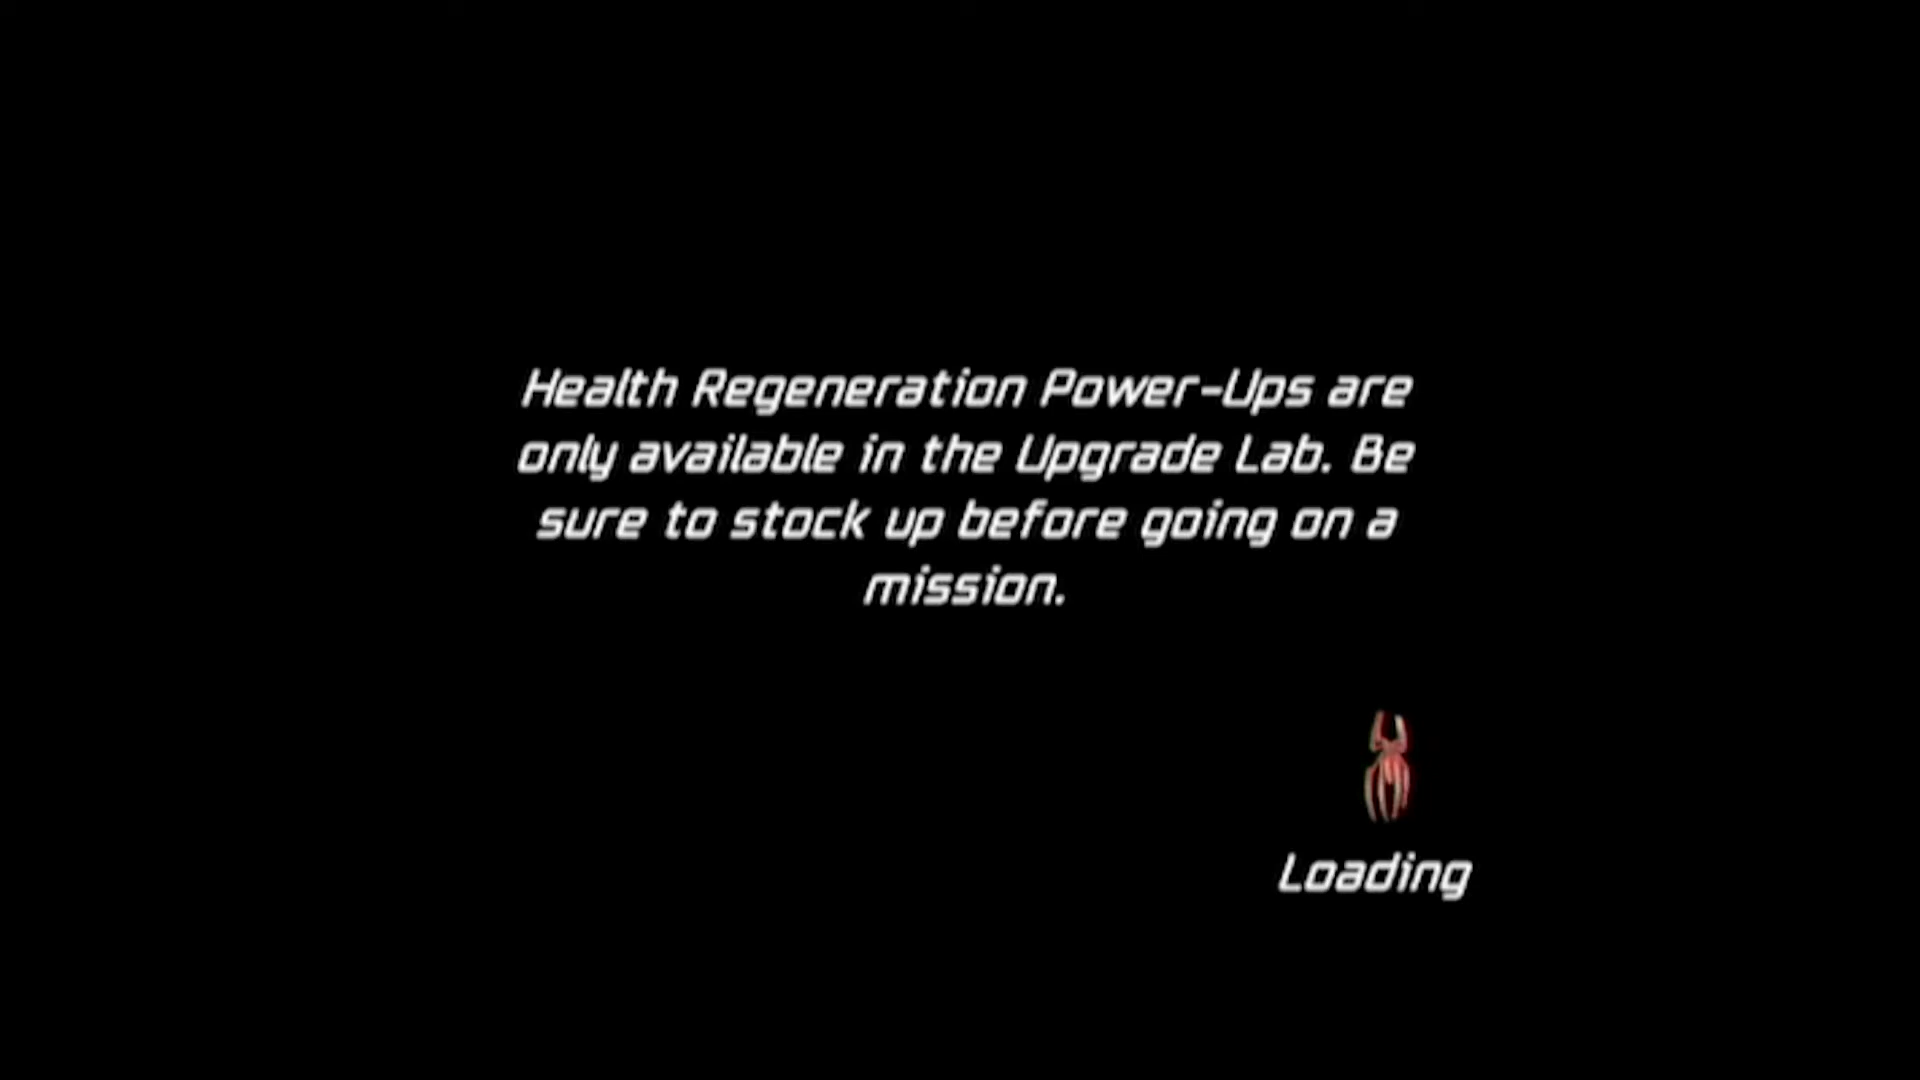 Health Regeneration Power-Ups are
only available in the Upgrade Lab. Be
sure to stock up before going on a
mission.
Loading